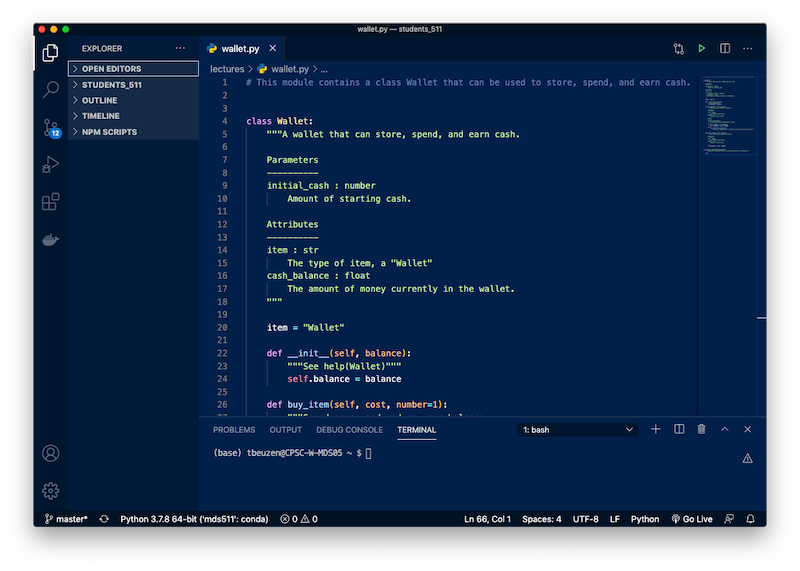 wallet.py — students_511
EXPLORER ...
OPEN EDITORS
STUDENTS_511
OUTLINE
TIMELINE
NPM SCRIPTS
12
wallet.py ×
lectures > wallet.py > ...
1 # This module contains a class Wallet that can be used to store, spend, and earn cash.
2
3
4 class Wallet:
5 """A wallet that can store, spend, and earn cash.
6
7 Parameters
8 ----------
9 initial_cash : number
10 Amount of starting cash.
11
12 Attributes
13 ----------
14 item : str
15 The type of item, a "Wallet"
16 cash_balance : float
17 The amount of money currently in the wallet.
18 """
19
20 item = "Wallet"
21
22 def __init__(self, balance):
23 """See help(Wallet)"""
24 self.balance = balance
25
26 def buy_item(self, cost, number=1):
PROBLEMS OUTPUT DEBUG CONSOLE TERMINAL 1: bash
(base) tbeuzen@CPSC-W-MDS05 ~ $
master* Python 3.7.8 64-bit ('mds511': conda) 0 0 Ln 66, Col 1 Spaces: 4 UTF-8 LF Python Go Live